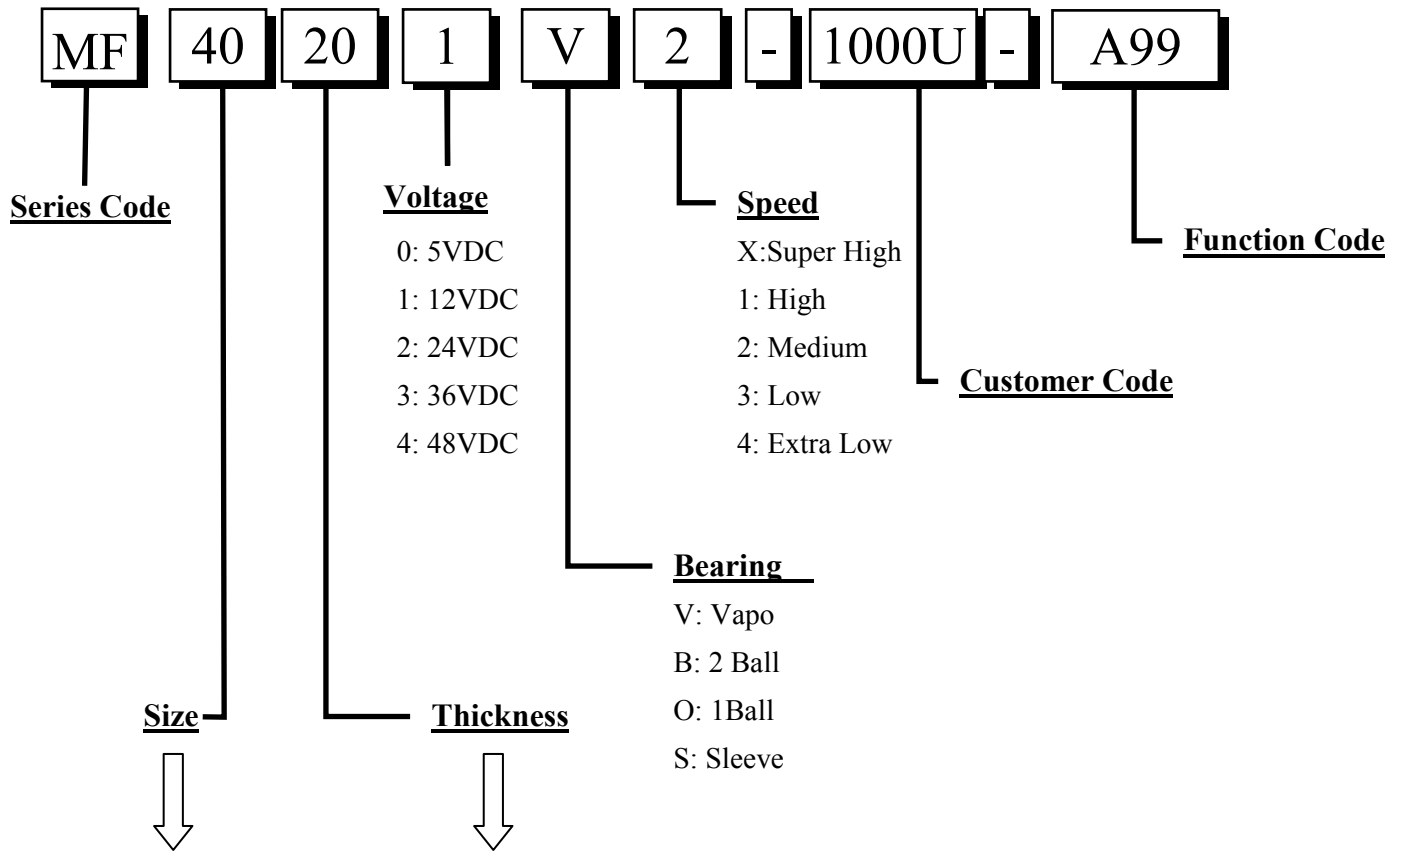 MF 40 20 1 V 2 - 1000U - A99
Series Code
Voltage
0: 5VDC
1: 12VDC
2: 24VDC
3: 36VDC
4: 48VDC
Speed
X:Super High
1: High
2: Medium
3: Low
4: Extra Low
Function Code
Customer Code
Bearing
V: Vapo
B: 2 Ball
O: 1Ball
S: Sleeve
Size
Thickness